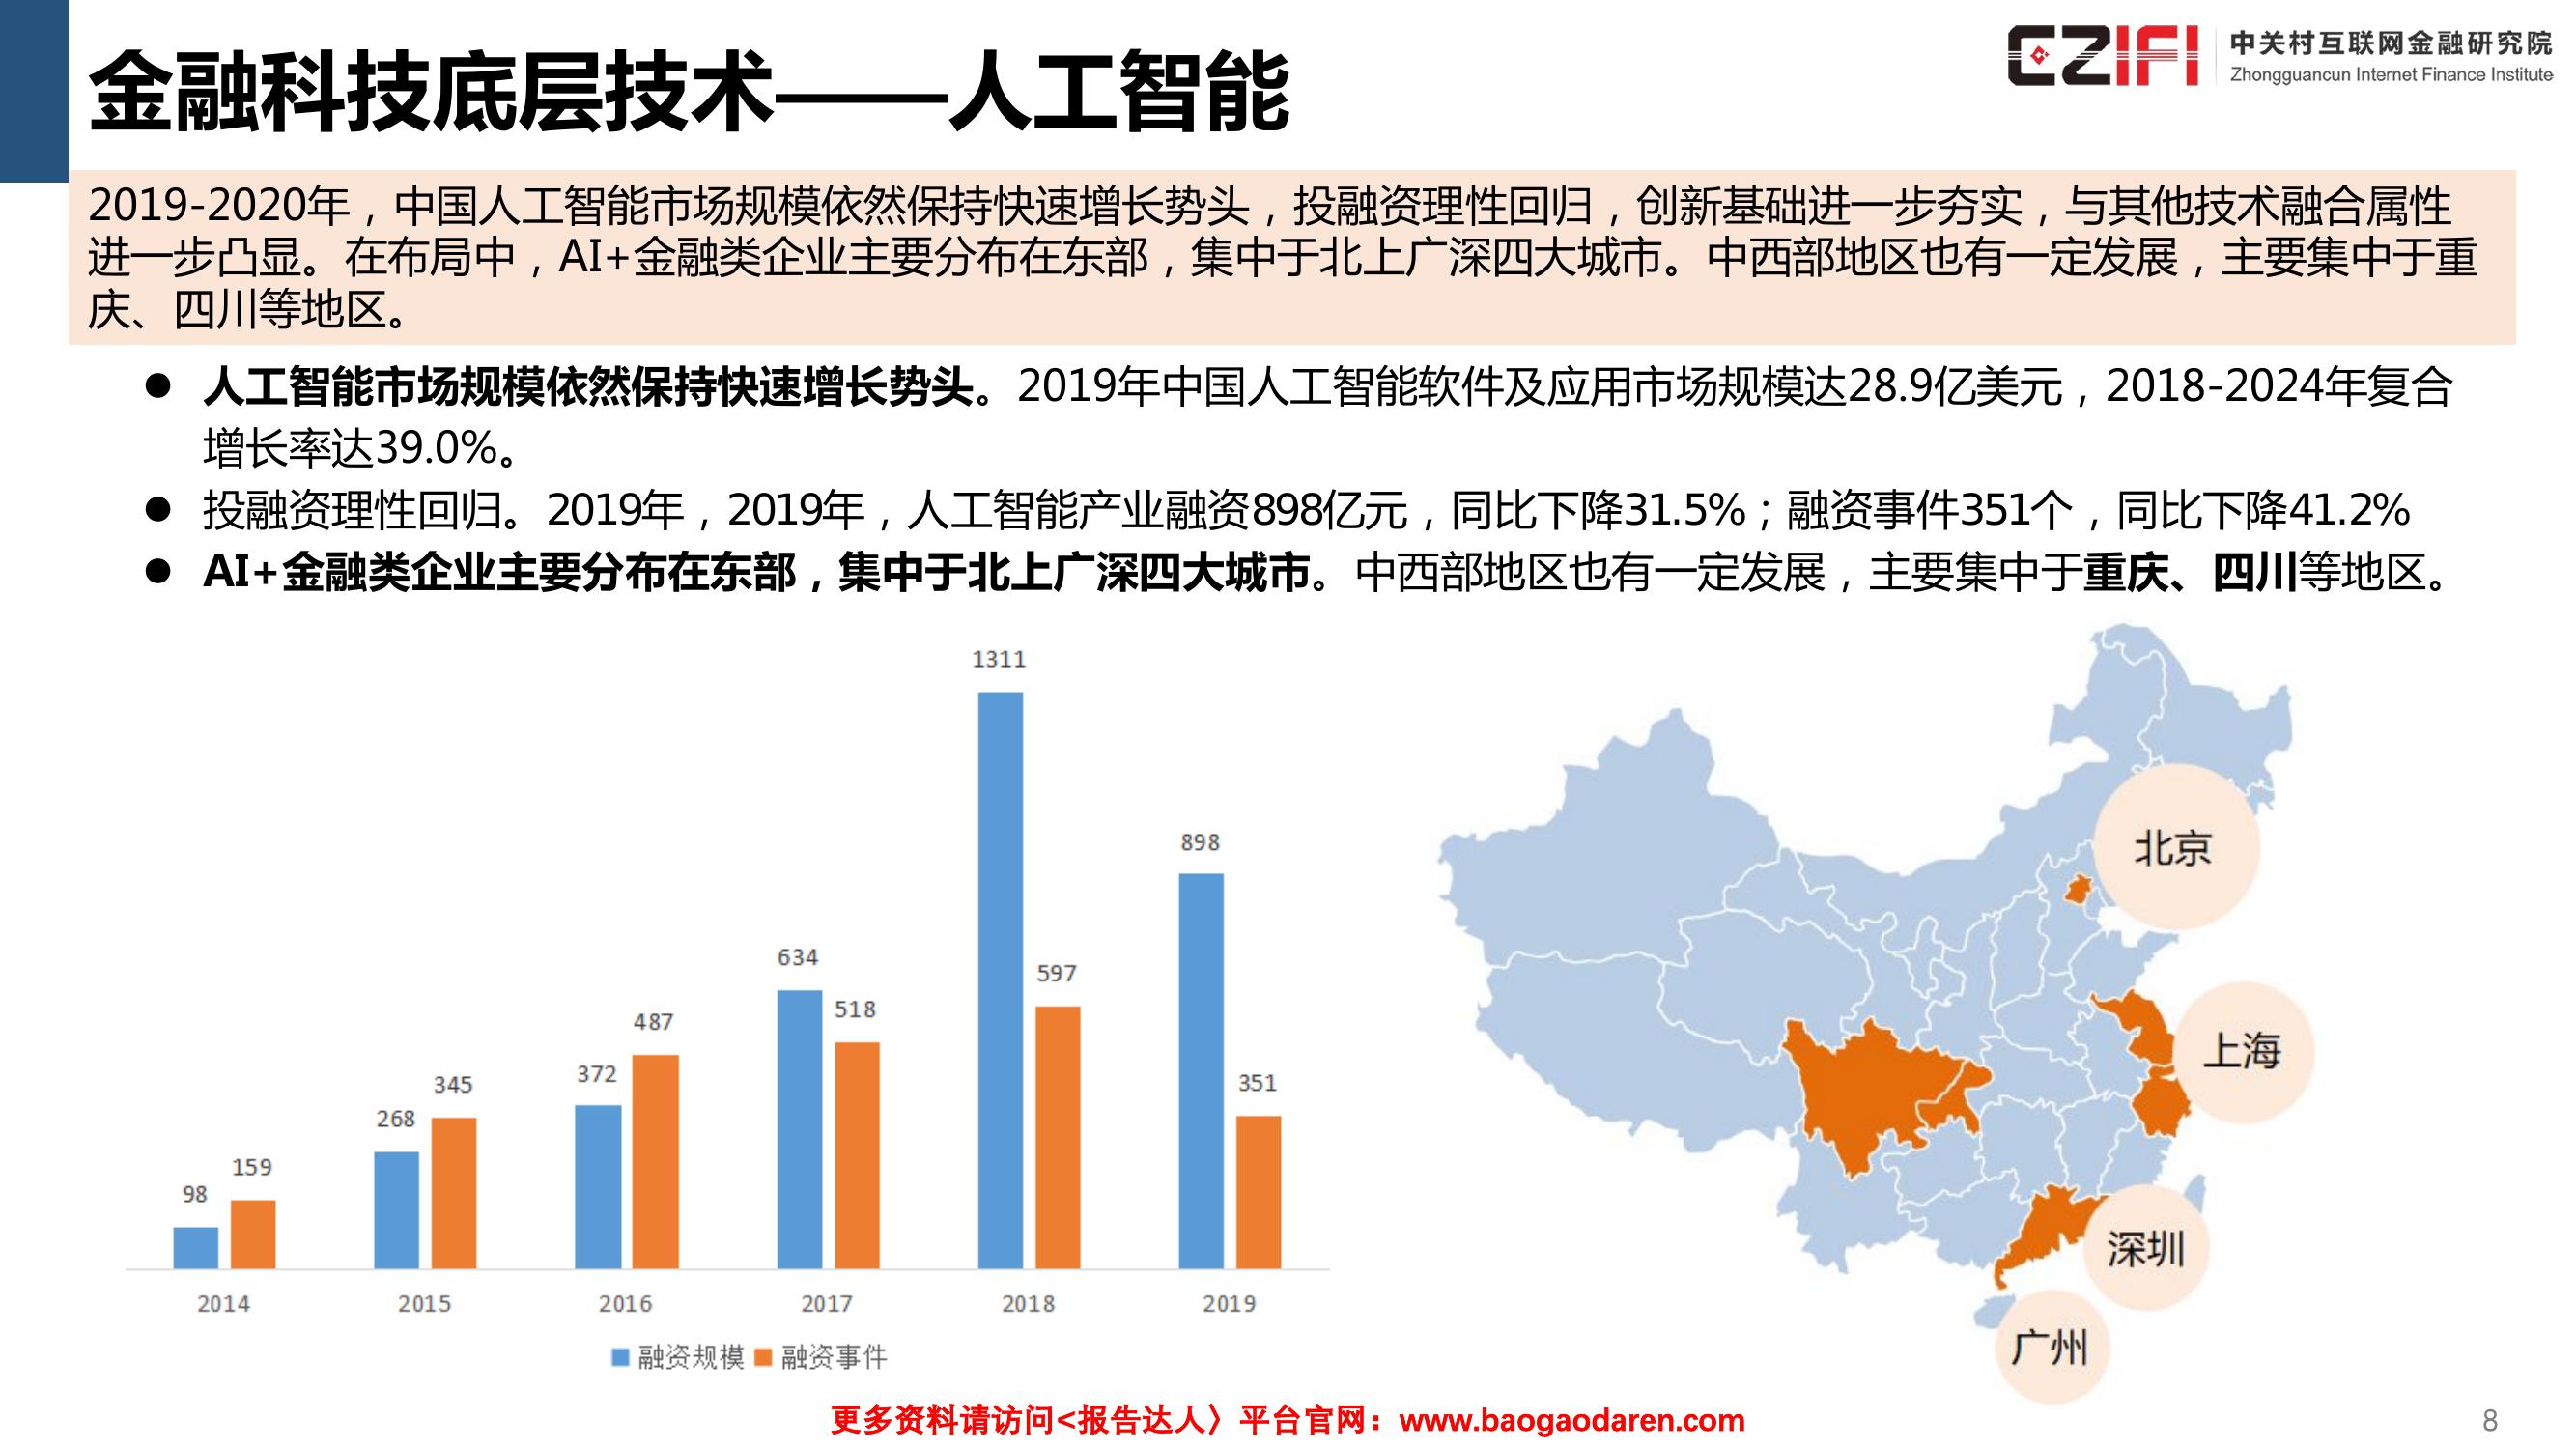 金融科技底层技术——人工智能
CZIFI
中关村互联网金融研究院
Zhongguancun Internet Finance Institute
2019-2020年，中国人工智能市场规模依然保持快速增长势头，投融资理性回归，创新基础进一步夯实，与其他技术融合属性
进一步凸显。在布局中，AI+金融类企业主要分布在东部，集中于北上广深四大城市。中西部地区也有一定发展，主要集中于重
庆、四川等地区。
● 人工智能市场规模依然保持快速增长势头。2019年中国人工智能软件及应用市场规模达28.9亿美元，2018-2024年复合
增长率达39.0%。
● 投融资理性回归。2019年，2019年，人工智能产业融资898亿元，同比下降31.5%；融资事件351个，同比下降41.2%
● AI+金融类企业主要分布在东部，集中于北上广深四大城市。中西部地区也有一定发展，主要集中于重庆、四川等地区。
98
159
268
345
372
487
634
518
1311
597
898
351
2014 2015 2016 2017 2018 2019
融资规模 融资事件
北京
上海
深圳
广州
更多资料请访问<报告达人〉平台官网：www.baogaodaren.com
8